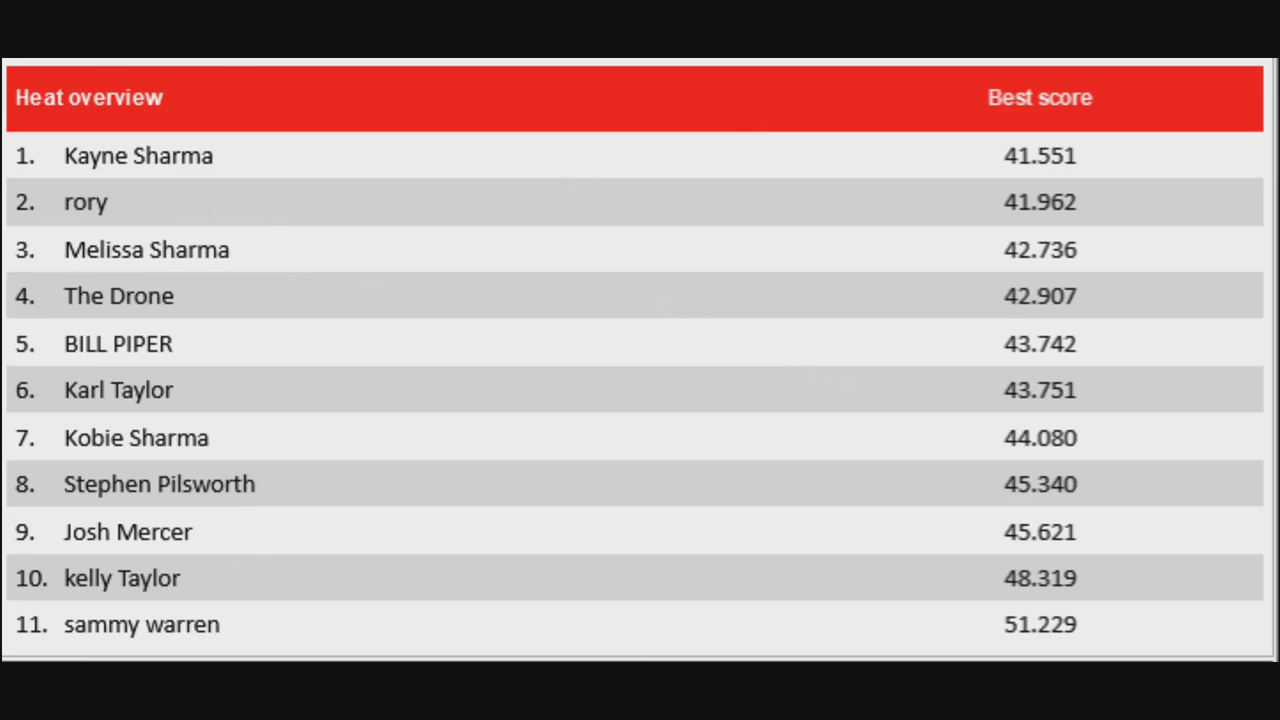 Heat overview Best score
1. Kayne Sharma 41.551
2. rory 41.962
3. Melissa Sharma 42.736
4. The Drone 42.907
5. BILL PIPER 43.742
6. Karl Taylor 43.751
7. Kobie Sharma 44.080
8. Stephen Pilsworth 45.340
9. Josh Mercer 45.621
10. kelly Taylor 48.319
11. sammy warren 51.229